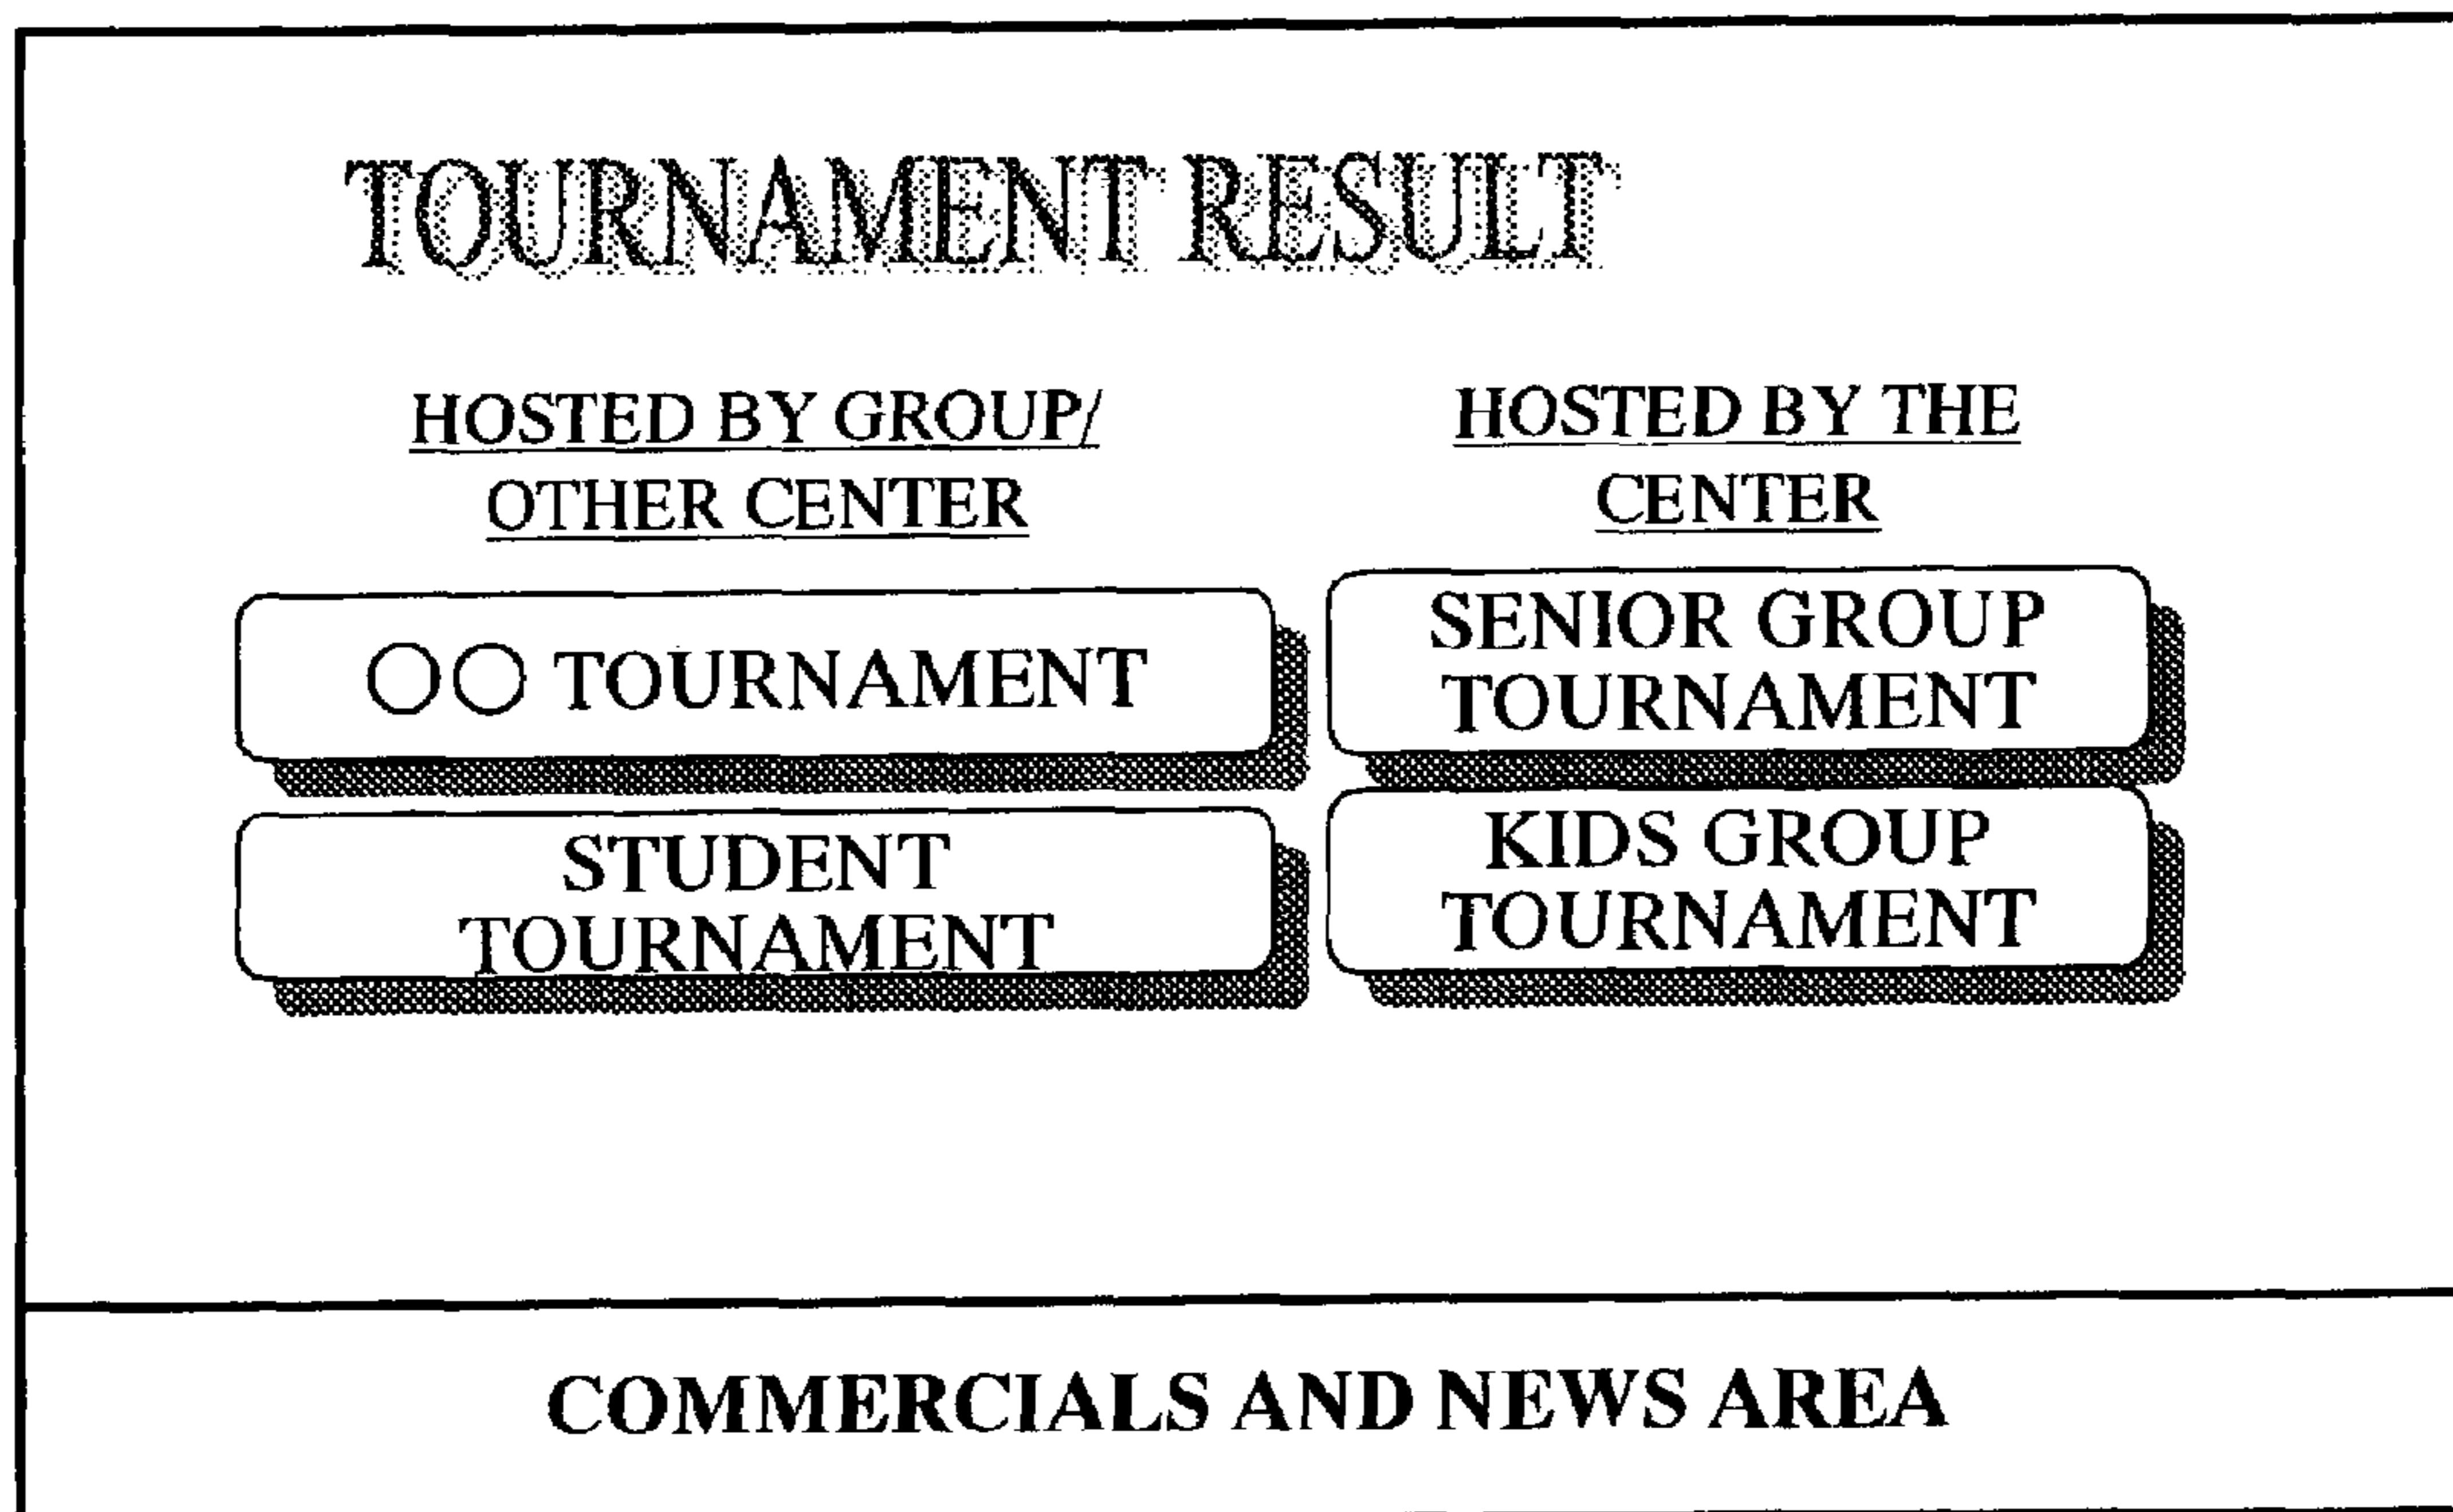 TOURNAMENT RESULT
HOSTED BY GROUP/
OTHER CENTER
○○ TOURNAMENT
STUDENT
TOURNAMENT
HOSTED BY THE
CENTER
SENIOR GROUP
TOURNAMENT
KIDS GROUP
TOURNAMENT
COMMERCIALS AND NEWS AREA